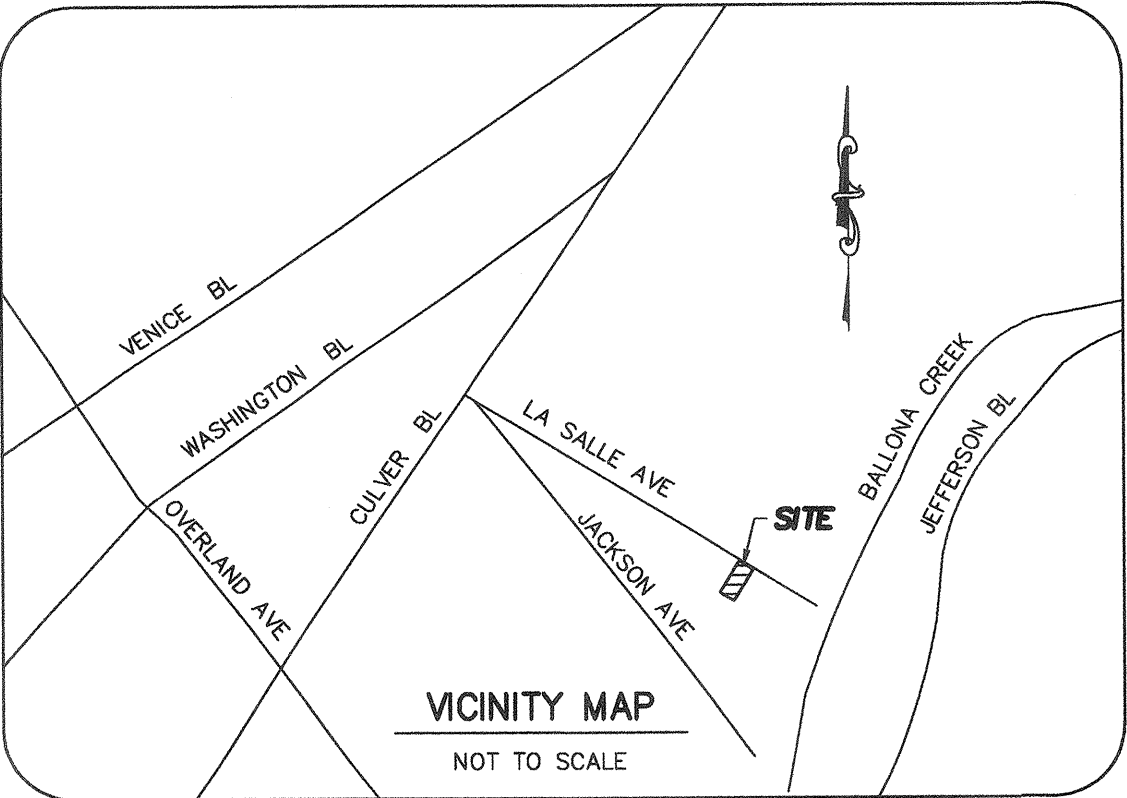 VENICE BL
WASHINGTON BL
CULVER BL
OVERLAND AVE
LA SALLE AVE
JACKSON AVE
SITE
BALLONA CREEK
JEFFERSON BL
VICINITY MAP
NOT TO SCALE